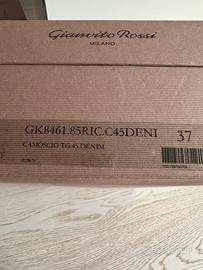 Gianvito Rossi
MILANO
GK8461.85RIC.C45DENI 37
CAMOSCIO TG.45 DENIM